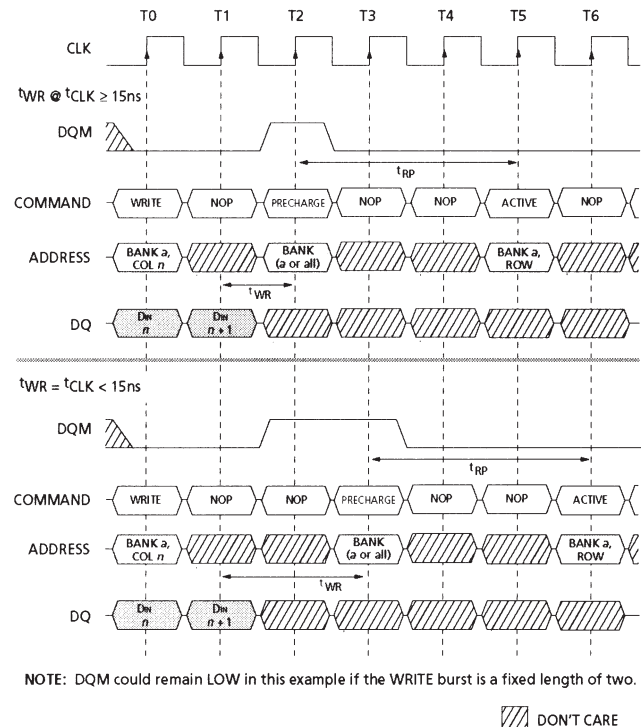 T0 T1 T2 T3 T4 T5 T6
CLK
tWR @ tCLK ≥ 15ns
DQM
tRP
COMMAND WRITE NOP PRECHARGE NOP NOP ACTIVE NOP
ADDRESS BANK a, COL n BANK (a or all) BANK a, ROW
tWR
DQ DIN n DIN n + 1
tWR = tCLK < 15ns
DQM
tRP
COMMAND WRITE NOP NOP PRECHARGE NOP NOP ACTIVE
ADDRESS BANK a, COL n BANK (a or all) BANK a, ROW
tWR
DQ DIN n DIN n + 1
NOTE: DQM could remain LOW in this example if the WRITE burst is a fixed length of two.
DON'T CARE